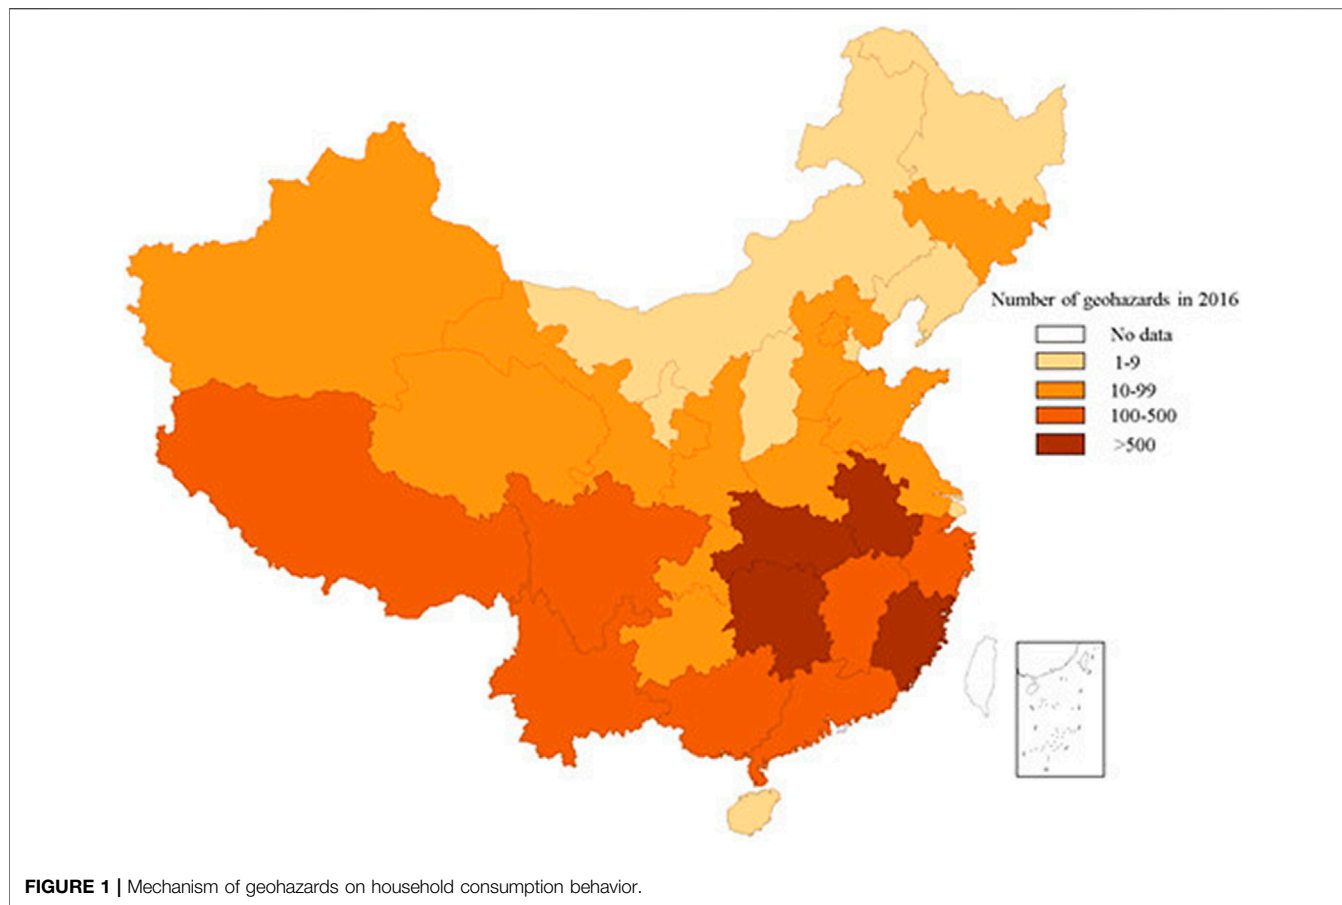 Number of geohazards in 2016
No data
1-9
10-99
100-500
>500
FIGURE 1 | Mechanism of geohazards on household consumption behavior.